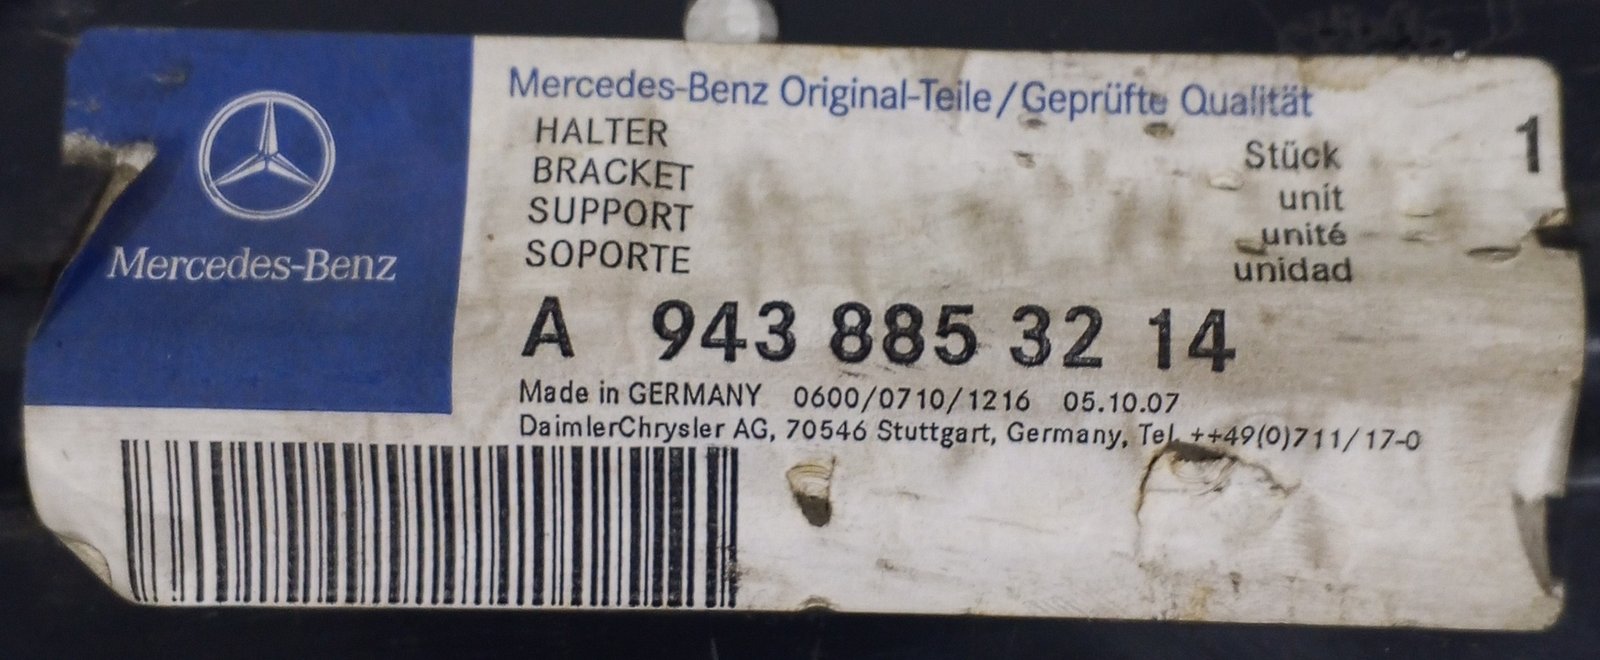 Mercedes-Benz
Mercedes-Benz Original-Teile/Geprüfte Qualität
HALTER
BRACKET
SUPPORT
SOPORTE
Stück 1
unit
unité
unidad
A 943 885 32 14
Made in GERMANY 0600/0710/1216 05.10.07
DaimlerChrysler AG, 70546 Stuttgart, Germany, Tel. ++49(0)711/17-0